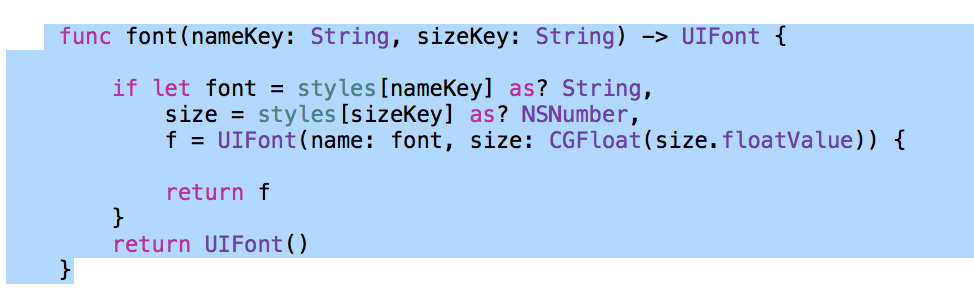 func font(nameKey: String, sizeKey: String) -> UIFont {
if let font = styles[nameKey] as? String,
size = styles[sizeKey] as? NSNumber,
f = UIFont(name: font, size: CGFloat(size.floatValue)) {
return f
}
return UIFont()
}